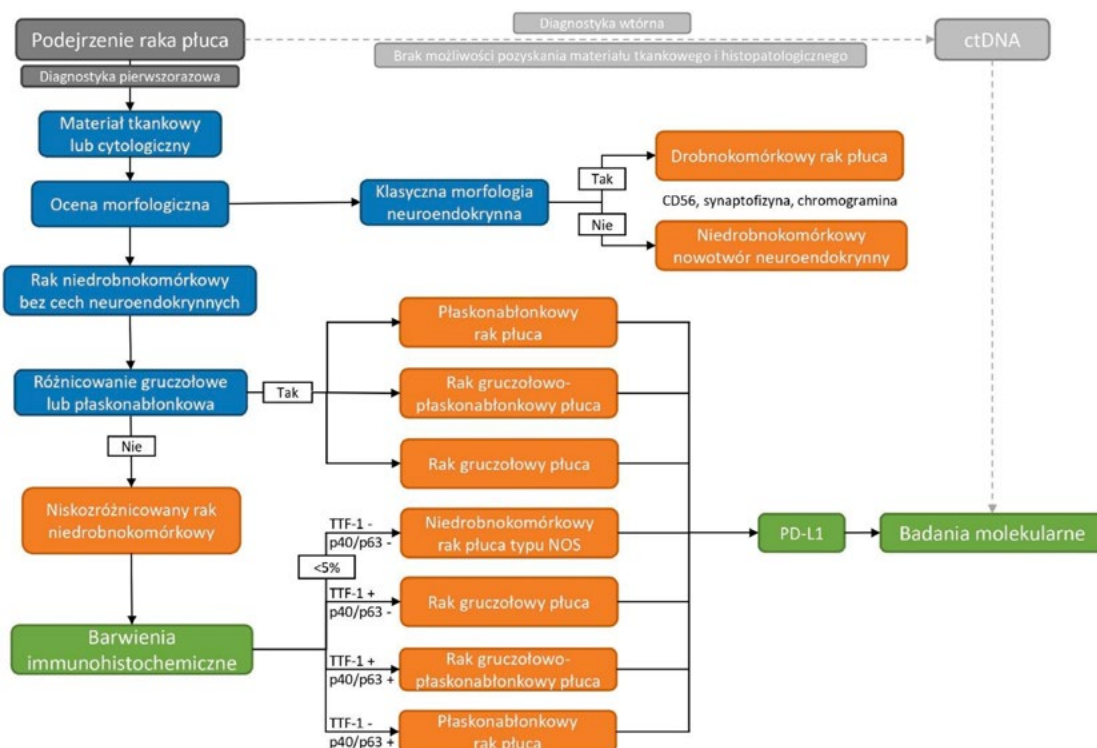 Podejrzenie raka płuca
Diagnostyka wtórna
Brak możliwości pozyskania materiału tkankowego i histopatologicznego
ctDNA
Diagnostyka pierwszorazowa
Materiał tkankowy
lub cytologiczny
Ocena morfologiczna
Klasyczna morfologia
neuroendokrynna
Tak
Nie
Drobnokomórkowy rak płuca
CD56, synaptofizyna, chromogramina
Niedrobnokomórkowy
nowotwór neuroendokrynny
Rak niedrobnokomórkowy
bez cech neuroendokrynnych
Różnicowanie gruczołowe
lub płaskonabłonkowa
Tak
Płaskonabłonkowy
rak płuca
Rak gruczołowo-
płaskonabłonkowy płuca
Rak gruczołowy płuca
Nie
Niskozróżnicowany rak
niedrobnokomórkowy
Barwienia
immunohistochemiczne
<5%
TTF-1 -
p40/p63 -
Niedrobnokomórkowy
rak płuca typu NOS
TTF-1 +
p40/p63 -
Rak gruczołowy płuca
TTF-1 +
p40/p63 +
Rak gruczołowo-
płaskonabłonkowy płuca
TTF-1 -
p40/p63 +
Płaskonabłonkowy
rak płuca
PD-L1
Badania molekularne